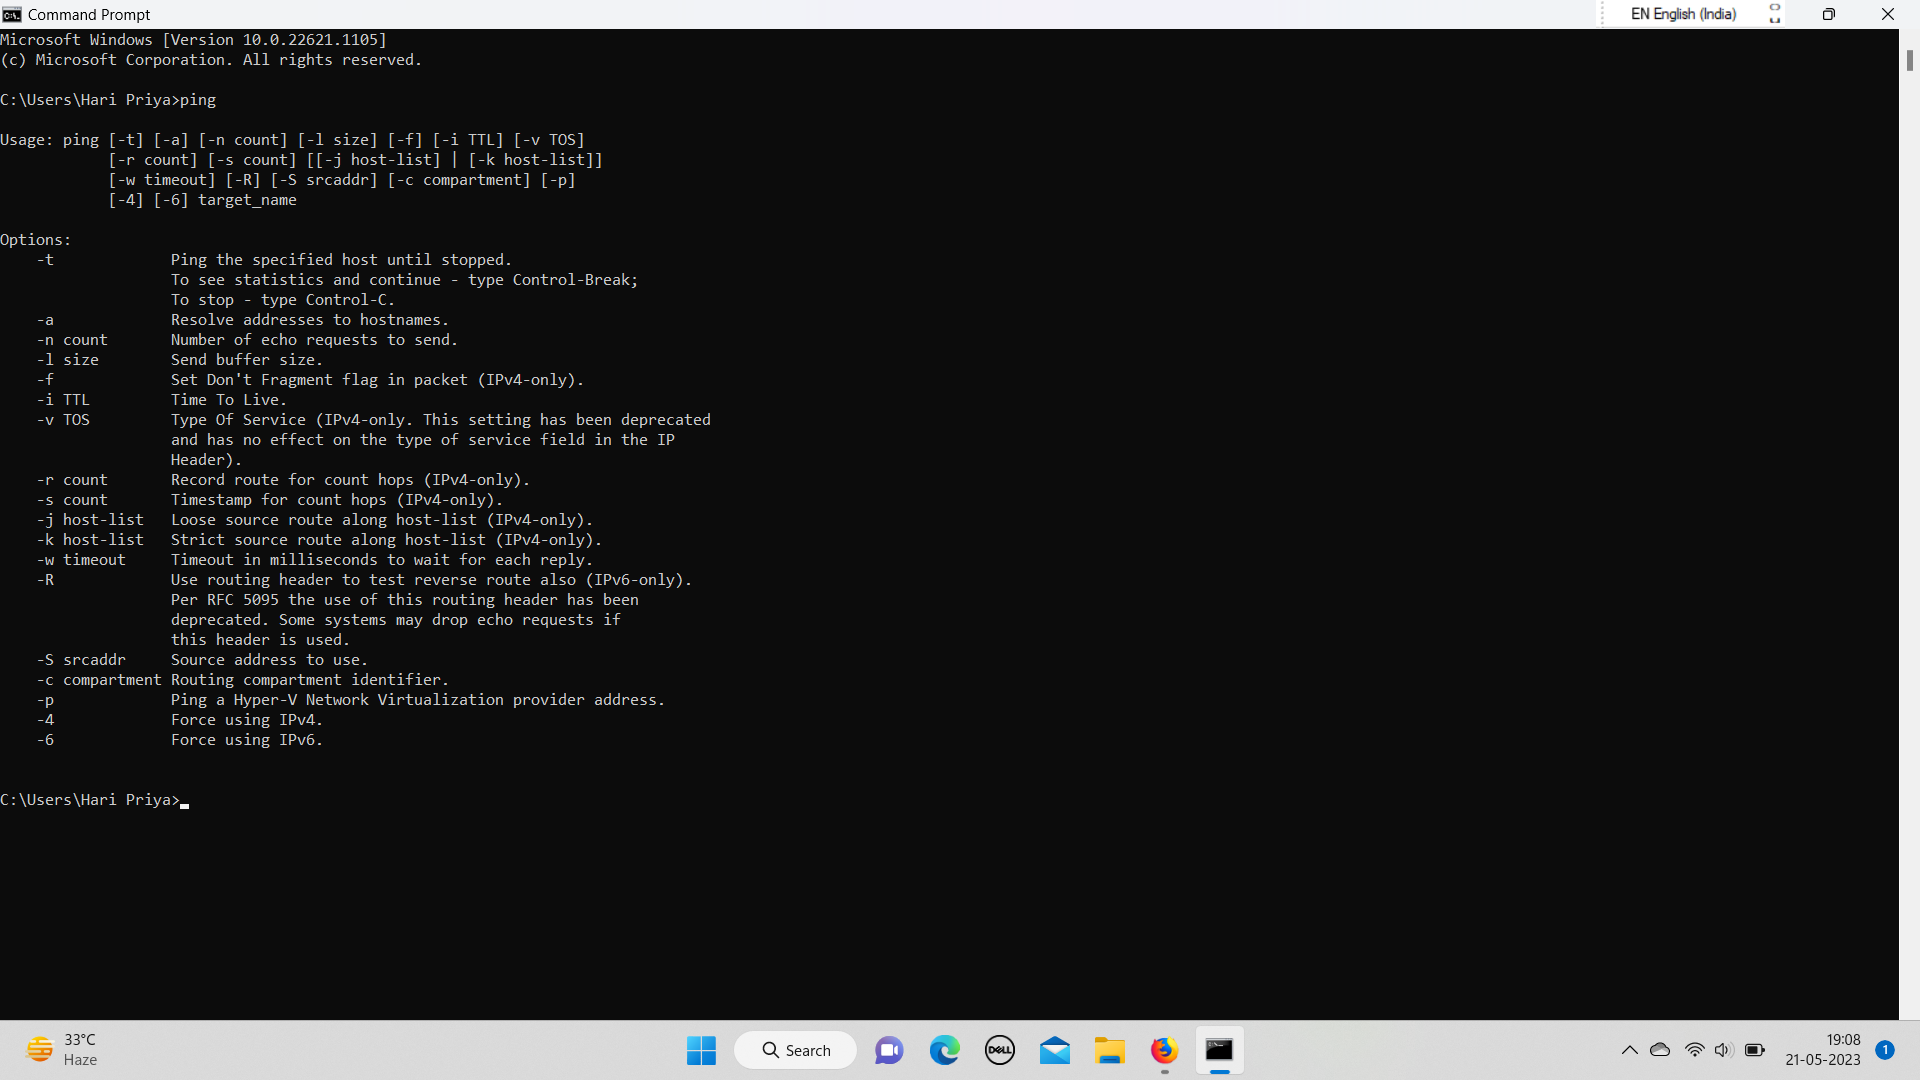 Command Prompt
EN English (India)
Microsoft Windows [Version 10.0.22621.1105]
(c) Microsoft Corporation. All rights reserved.
C:\Users\Hari Priya>ping
Usage: ping [-t] [-a] [-n count] [-l size] [-f] [-i TTL] [-v TOS]
[-r count] [-s count] [[-j host-list] | [-k host-list]]
[-w timeout] [-R] [-S srcaddr] [-c compartment] [-p]
[-4] [-6] target_name
Options:
-t Ping the specified host until stopped.
To see statistics and continue - type Control-Break;
To stop - type Control-C.
-a Resolve addresses to hostnames.
-n count Number of echo requests to send.
-l size Send buffer size.
-f Set Don't Fragment flag in packet (IPv4-only).
-i TTL Time To Live.
-v TOS Type Of Service (IPv4-only. This setting has been deprecated
and has no effect on the type of service field in the IP
Header).
-r count Record route for count hops (IPv4-only).
-s count Timestamp for count hops (IPv4-only).
-j host-list Loose source route along host-list (IPv4-only).
-k host-list Strict source route along host-list (IPv4-only).
-w timeout Timeout in milliseconds to wait for each reply.
-R Use routing header to test reverse route also (IPv6-only).
Per RFC 5095 the use of this routing header has been
deprecated. Some systems may drop echo requests if
this header is used.
-S srcaddr Source address to use.
-c compartment Routing compartment identifier.
-p Ping a Hyper-V Network Virtualization provider address.
-4 Force using IPv4.
-6 Force using IPv6.
C:\Users\Hari Priya>
33°C
Haze
Search
DELL
19:08
21-05-2023
1